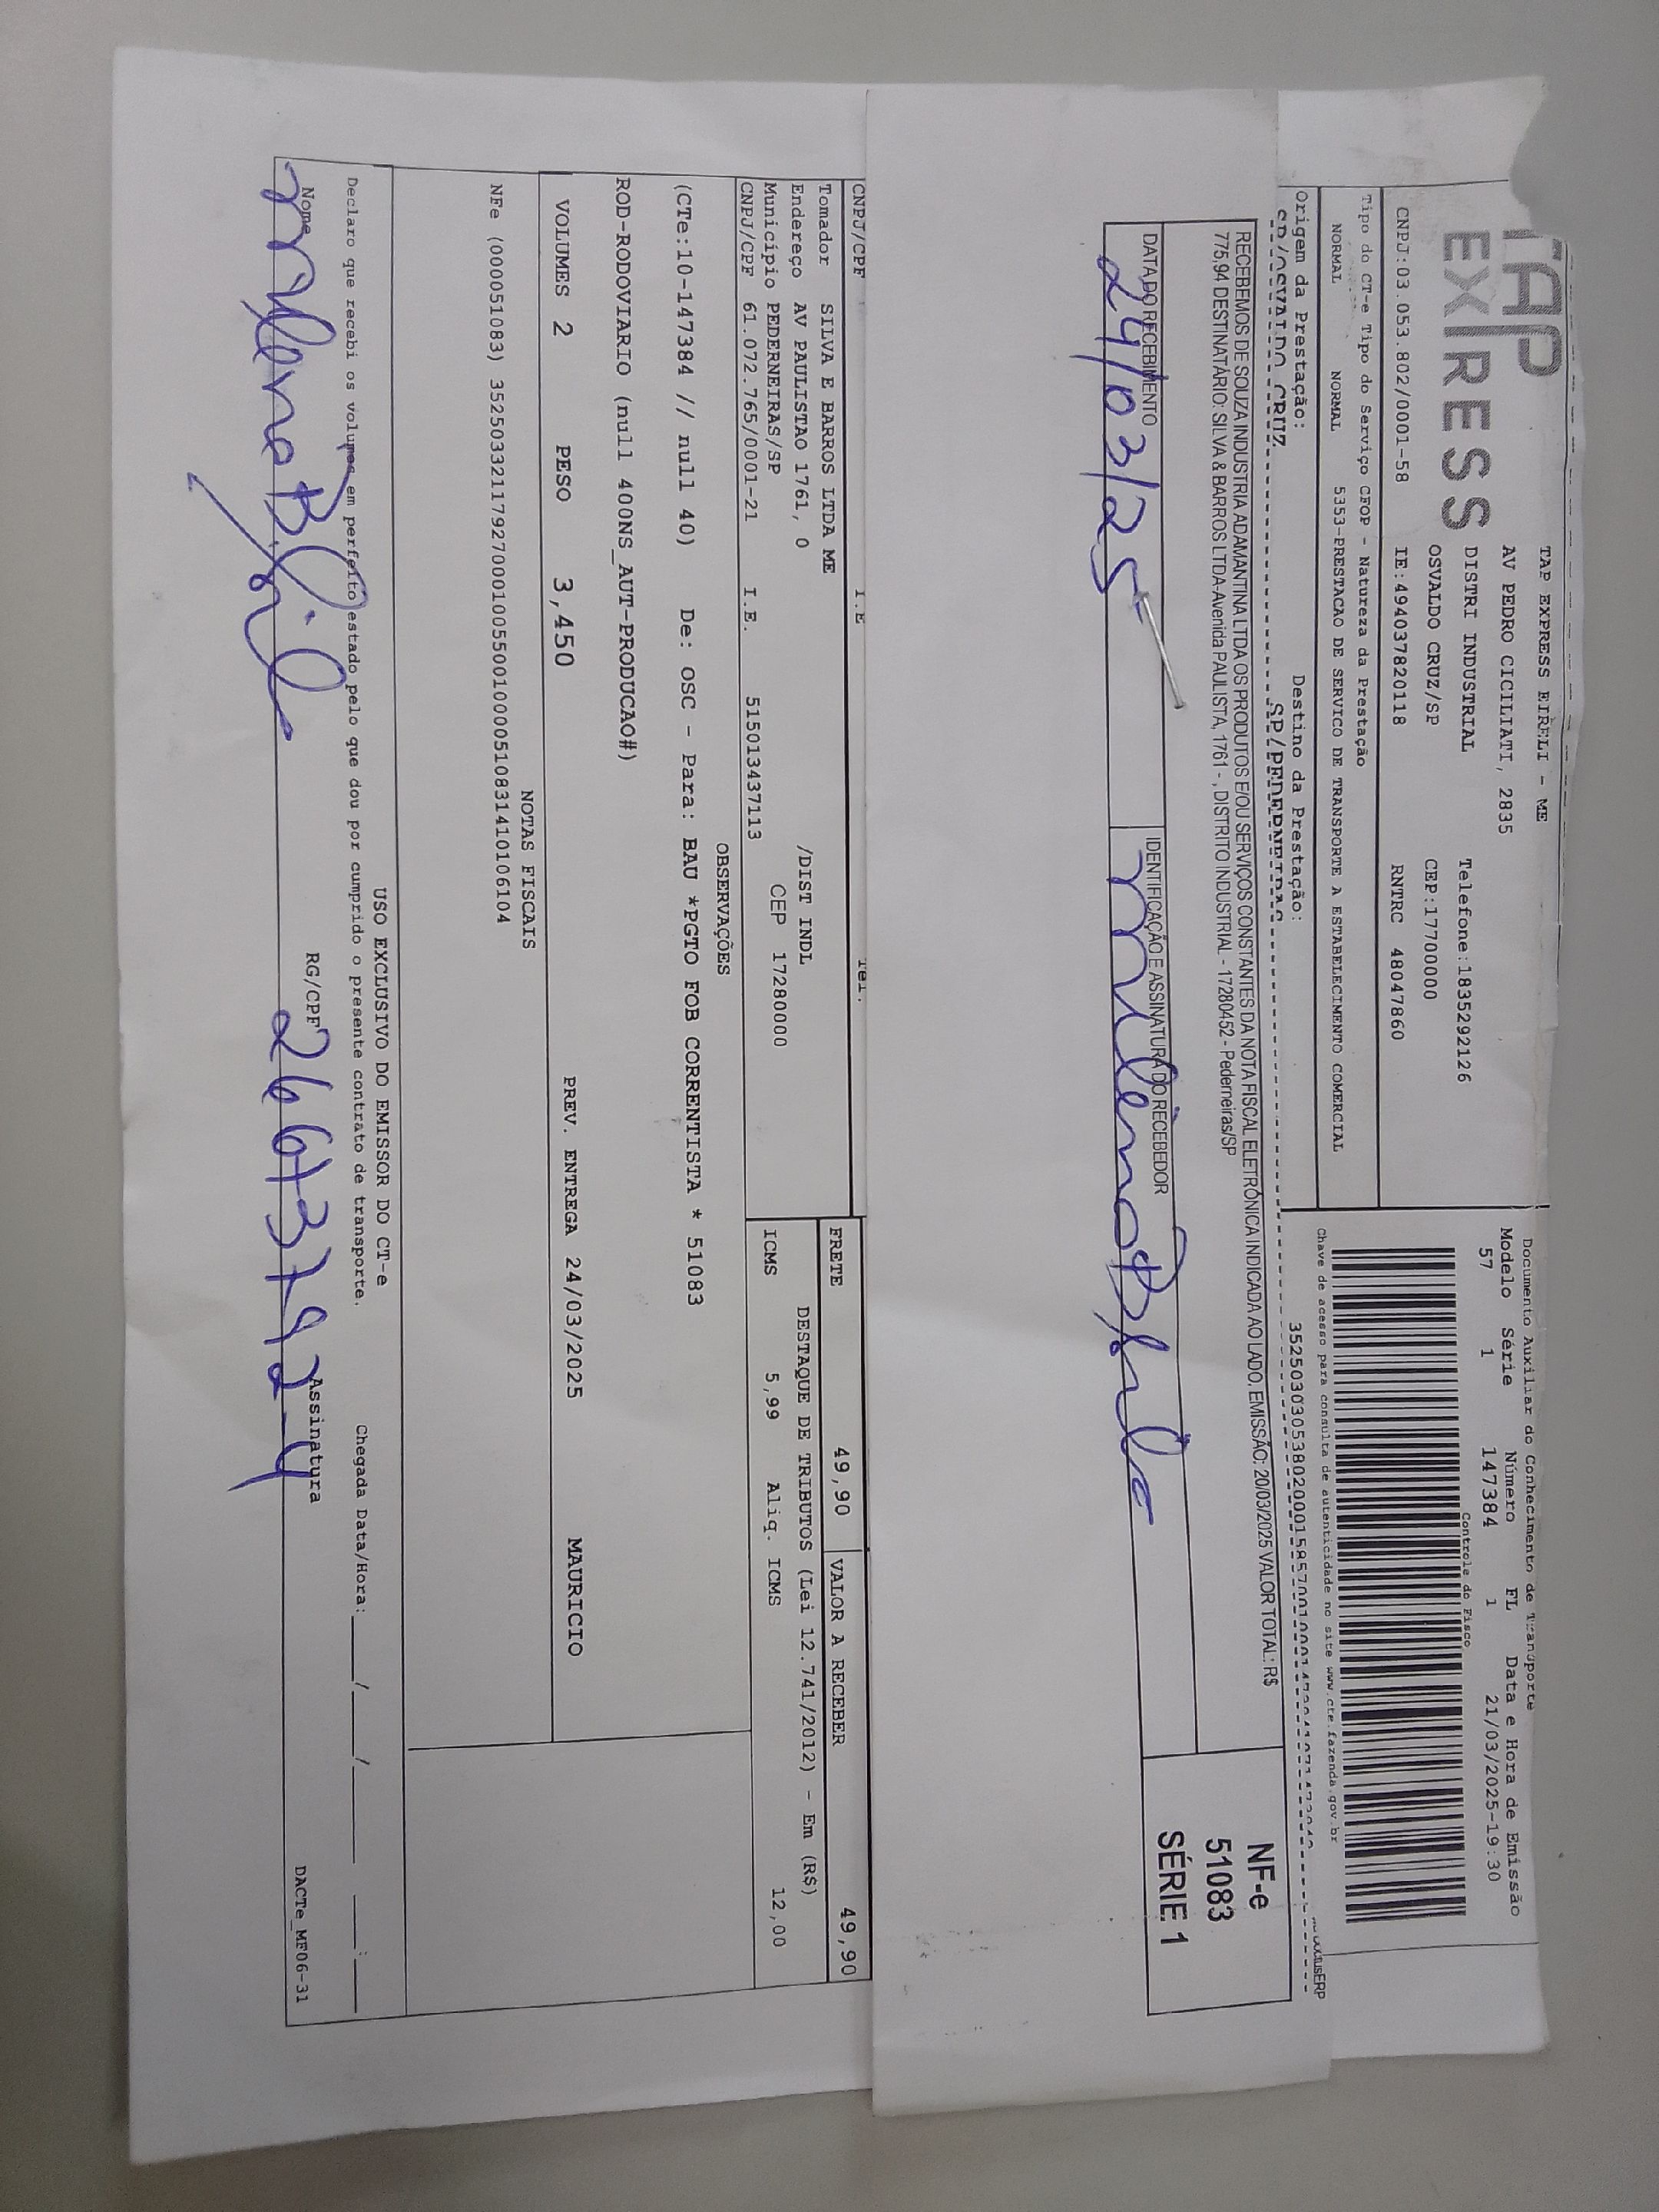 TAP
EXPRESS
TAP EXPRESS EIRELI - ME
AV PEDRO CICILIATI, 2835
DISTRI INDUSTRIAL Telefone:1835292126
OSVALDO CRUZ/SP CEP:17700000
CNPJ:03.053.802/0001-58 IE:494037820118 RNTRC 48047860
Tipo do CT-e Tipo do Serviço CFOP - Natureza da Prestação
NORMAL NORMAL 5353-PRESTACAO DE SERVICO DE TRANSPORTE A ESTABELECIMENTO COMERCIAL
Origem da Prestação: Destino da Prestação:
SP/OSVALDO CRUZ SP/PEDERNEIRAS
Documento Auxiliar do Conhecimento de Transporte
Modelo Série Número FL Data e Hora de Emissão
57 1 147384 1 21/03/2025-19:30
Controle do Fisco
Chave de acesso para consulta de autenticidade no site www.cte.fazenda.gov.br
RECEBEMOS DE SOUZA INDUSTRIA ADAMANTINA LTDA OS PRODUTOS E/OU SERVIÇOS CONSTANTES DA NOTA FISCAL ELETRÔNICA INDICADA AO LADO. EMISSÃO: 20/03/2025 VALOR TOTAL: R$
775,94 DESTINATÁRIO: SILVA & BARROS LTDA-Avenida PAULISTA, 1761 - , DISTRITO INDUSTRIAL - 17280452 - Pederneiras/SP
NF-e
51083
SÉRIE 1
DATA DO RECEBIMENTO IDENTIFICAÇÃO E ASSINATURA DO RECEBEDOR
24/03/25
CNPJ/CPF I.E Tel.
Tomador SILVA E BARROS LTDA ME
Endereço AV PAULISTAO 1761, 0 /DIST INDL
Município PEDERNEIRAS/SP CEP 17280000
CNPJ/CPF 61.072.765/0001-21 I.E. 515013437113
FRETE 49,90 VALOR A RECEBER 49,90
DESTAQUE DE TRIBUTOS (Lei 12.741/2012) - Em (R$)
ICMS 5,99 Aliq. ICMS 12,00
OBSERVAÇÕES
(CTe:10-147384 // null 40) De: OSC - Para: BAU *PGTO FOB CORRENTISTA * 51083
ROD-RODOVIARIO (null 400NS_AUT-PRODUCAO#)
VOLUMES 2 PESO 3,450 PREV. ENTREGA 24/03/2025 MAURICIO
NOTAS FISCAIS
NFe (000051083) 35250332117927000100550010000510831410106104
USO EXCLUSIVO DO EMISSOR DO CT-e
Declaro que recebi os volumes em perfeito estado pelo que dou por cumprido o presente contrato de transporte. Chegada Data/Hora:____/____/______ ____:____
Nome RG/CPF Assinatura
DACTe_MF06-31